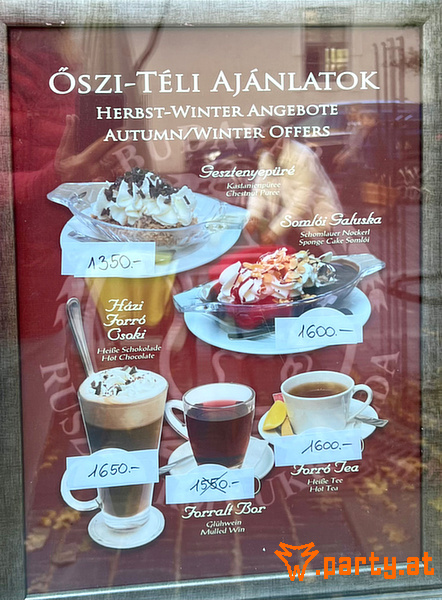 ŐSZI-TÉLI AJÁNLATOK
HERBST-WINTER ANGEBOTE
AUTUMN/WINTER OFFERS
Gesztenyepüré
Kastanienpüree
Chestnut Puree
1350.-
Somlói Galuska
Schomlauer Nockerl
Sponge Cake Somlói
1600.-
Házi
Forró
Csoki
Heiße Schokolade
Hot Chocolate
1650.-
1550.-
Forralt Bor
Glühwein
Mulled Win
1600.-
Forró Tea
Heiße Tee
Hot Tea
party.at